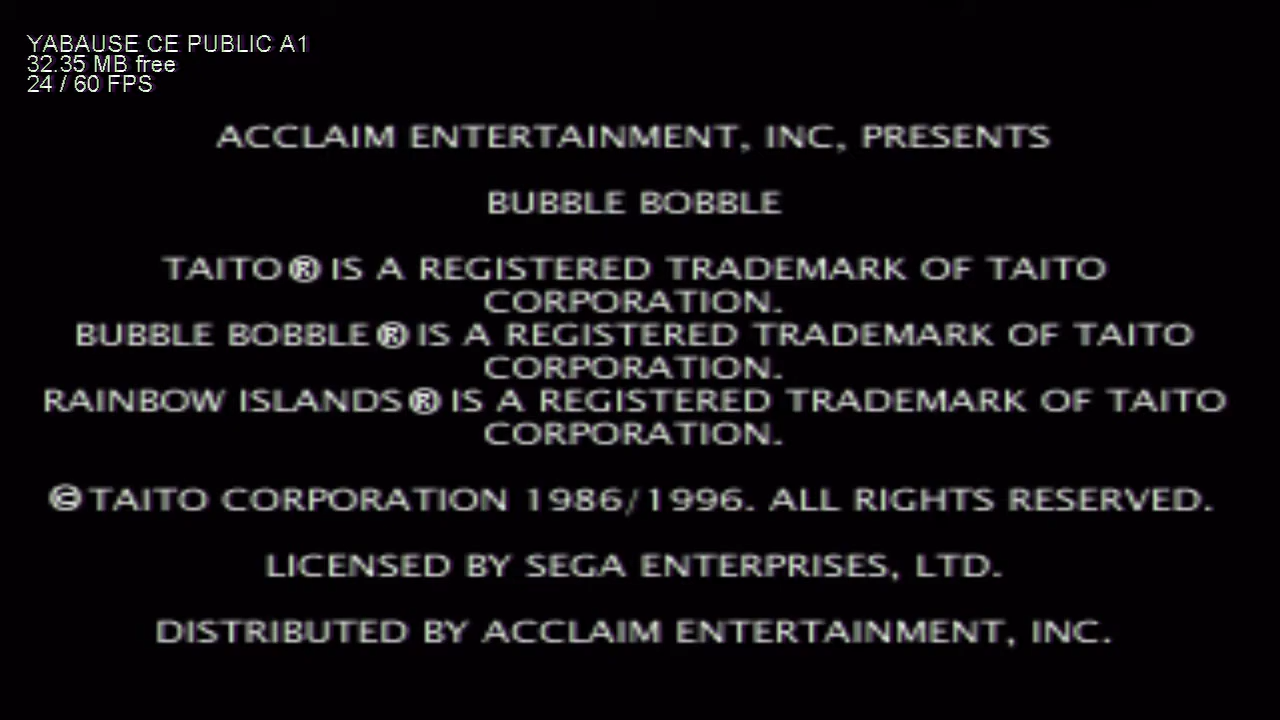 YABAUSE CE PUBLIC A1
32.35 MB free
24 / 60 FPS
ACCLAIM ENTERTAINMENT, INC, PRESENTS
BUBBLE BOBBLE
TAITO® IS A REGISTERED TRADEMARK OF TAITO
CORPORATION.
BUBBLE BOBBLE® IS A REGISTERED TRADEMARK OF TAITO
CORPORATION.
RAINBOW ISLANDS® IS A REGISTERED TRADEMARK OF TAITO
CORPORATION.
©TAITO CORPORATION 1986/1996. ALL RIGHTS RESERVED.
LICENSED BY SEGA ENTERPRISES, LTD.
DISTRIBUTED BY ACCLAIM ENTERTAINMENT, INC.